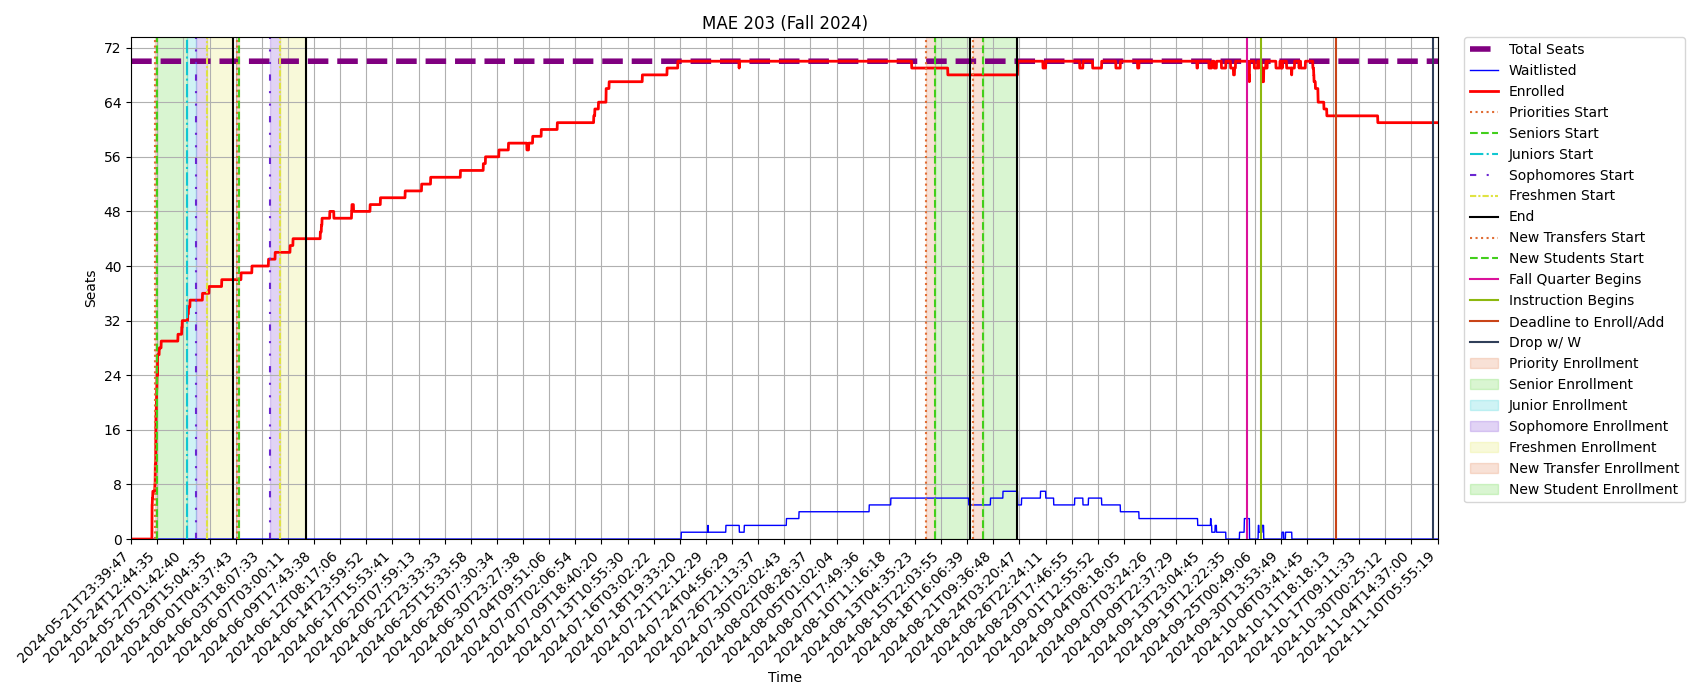 MAE 203 (Fall 2024)
72
64
56
48
40
32
24
16
8
0
Seats
2024-05-21T23:39:47
2024-05-24T12:44:35
2024-05-27T01:42:40
2024-05-29T15:04:35
2024-06-01T04:37:43
2024-06-03T18:07:33
2024-06-07T03:00:11
2024-06-09T17:43:38
2024-06-12T08:17:06
2024-06-14T23:59:52
2024-06-17T15:53:41
2024-06-20T07:59:13
2024-06-22T23:33:33
2024-06-25T15:33:58
2024-06-28T07:30:34
2024-06-30T23:27:38
2024-07-04T09:51:06
2024-07-07T02:06:54
2024-07-09T18:40:20
2024-07-13T10:55:30
2024-07-16T03:02:22
2024-07-18T19:33:20
2024-07-21T12:12:29
2024-07-24T04:56:29
2024-07-26T21:13:37
2024-07-30T02:02:43
2024-08-02T08:28:37
2024-08-05T01:02:04
2024-08-07T17:49:36
2024-08-10T11:16:18
2024-08-13T04:35:23
2024-08-15T22:03:55
2024-08-18T16:06:39
2024-08-21T09:36:48
2024-08-24T03:20:47
2024-08-26T22:24:11
2024-08-29T17:46:55
2024-09-01T12:55:52
2024-09-04T08:18:05
2024-09-07T03:24:26
2024-09-09T22:37:29
2024-09-13T23:04:45
2024-09-19T12:22:35
2024-09-25T00:49:06
2024-09-30T13:53:49
2024-10-06T03:41:45
2024-10-11T18:18:13
2024-10-17T09:11:33
2024-10-30T00:25:12
2024-11-04T14:37:00
2024-11-10T05:55:19
Time
Total Seats
Waitlisted
Enrolled
Priorities Start
Seniors Start
Juniors Start
Sophomores Start
Freshmen Start
End
New Transfers Start
New Students Start
Fall Quarter Begins
Instruction Begins
Deadline to Enroll/Add
Drop w/ W
Priority Enrollment
Senior Enrollment
Junior Enrollment
Sophomore Enrollment
Freshmen Enrollment
New Transfer Enrollment
New Student Enrollment